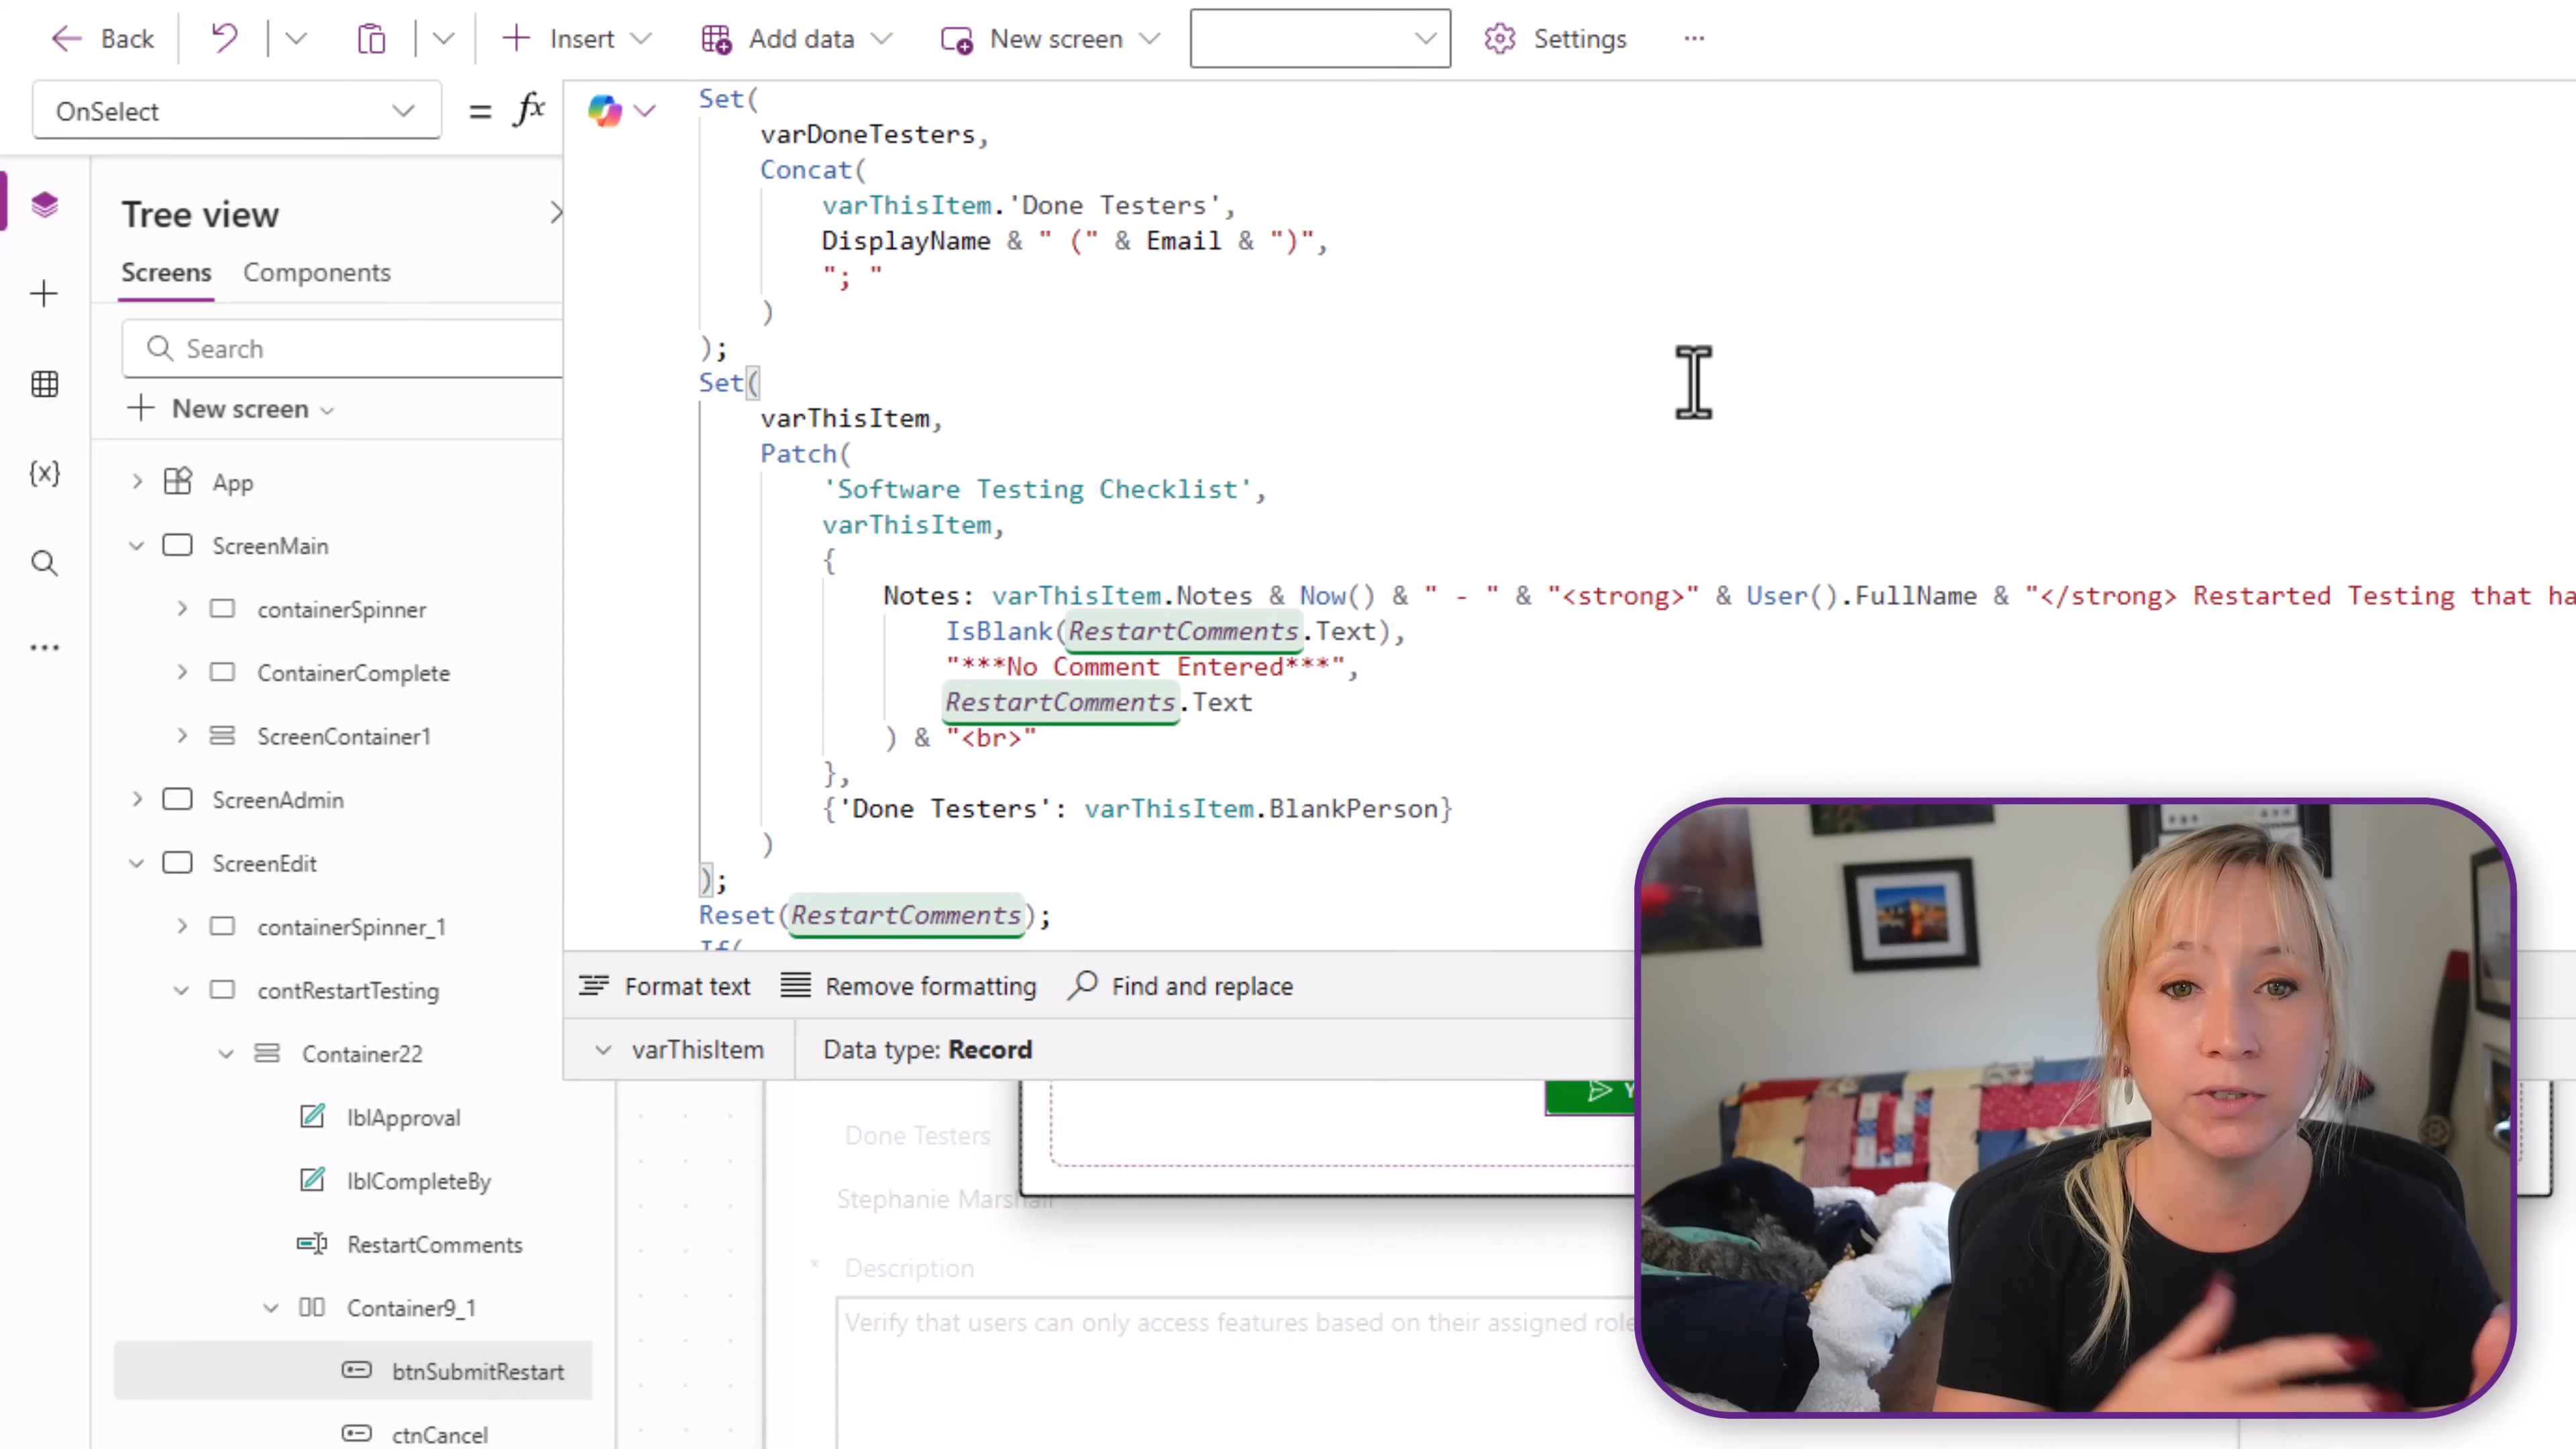 Back
Insert
Add data
New screen
Settings
...
OnSelect
= fx
Set(
varDoneTesters,
Concat(
varThisItem.'Done Testers',
DisplayName & " (" & Email & ")",
"; "
)
);
Set(
varThisItem,
Patch(
'Software Testing Checklist',
varThisItem,
{
Notes: varThisItem.Notes & Now() & " - " & "<strong>" & User().FullName & "</strong> Restarted Testing that ha
IsBlank(RestartComments.Text),
"***No Comment Entered***",
RestartComments.Text
) & "<br>"
},
{'Done Testers': varThisItem.BlankPerson}
)
);
Reset(RestartComments);
If(
Format text
Remove formatting
Find and replace
varThisItem
Data type: Record
Tree view
Screens
Components
Search
New screen
App
ScreenMain
containerSpinner
ContainerComplete
ScreenContainer1
ScreenAdmin
ScreenEdit
containerSpinner_1
contRestartTesting
Container22
lblApproval
lblCompleteBy
RestartComments
Container9_1
btnSubmitRestart
ctnCancel
{x}
Done Testers
Stephanie Marshall
* Description
Verify that users can only access features based on their assigned role